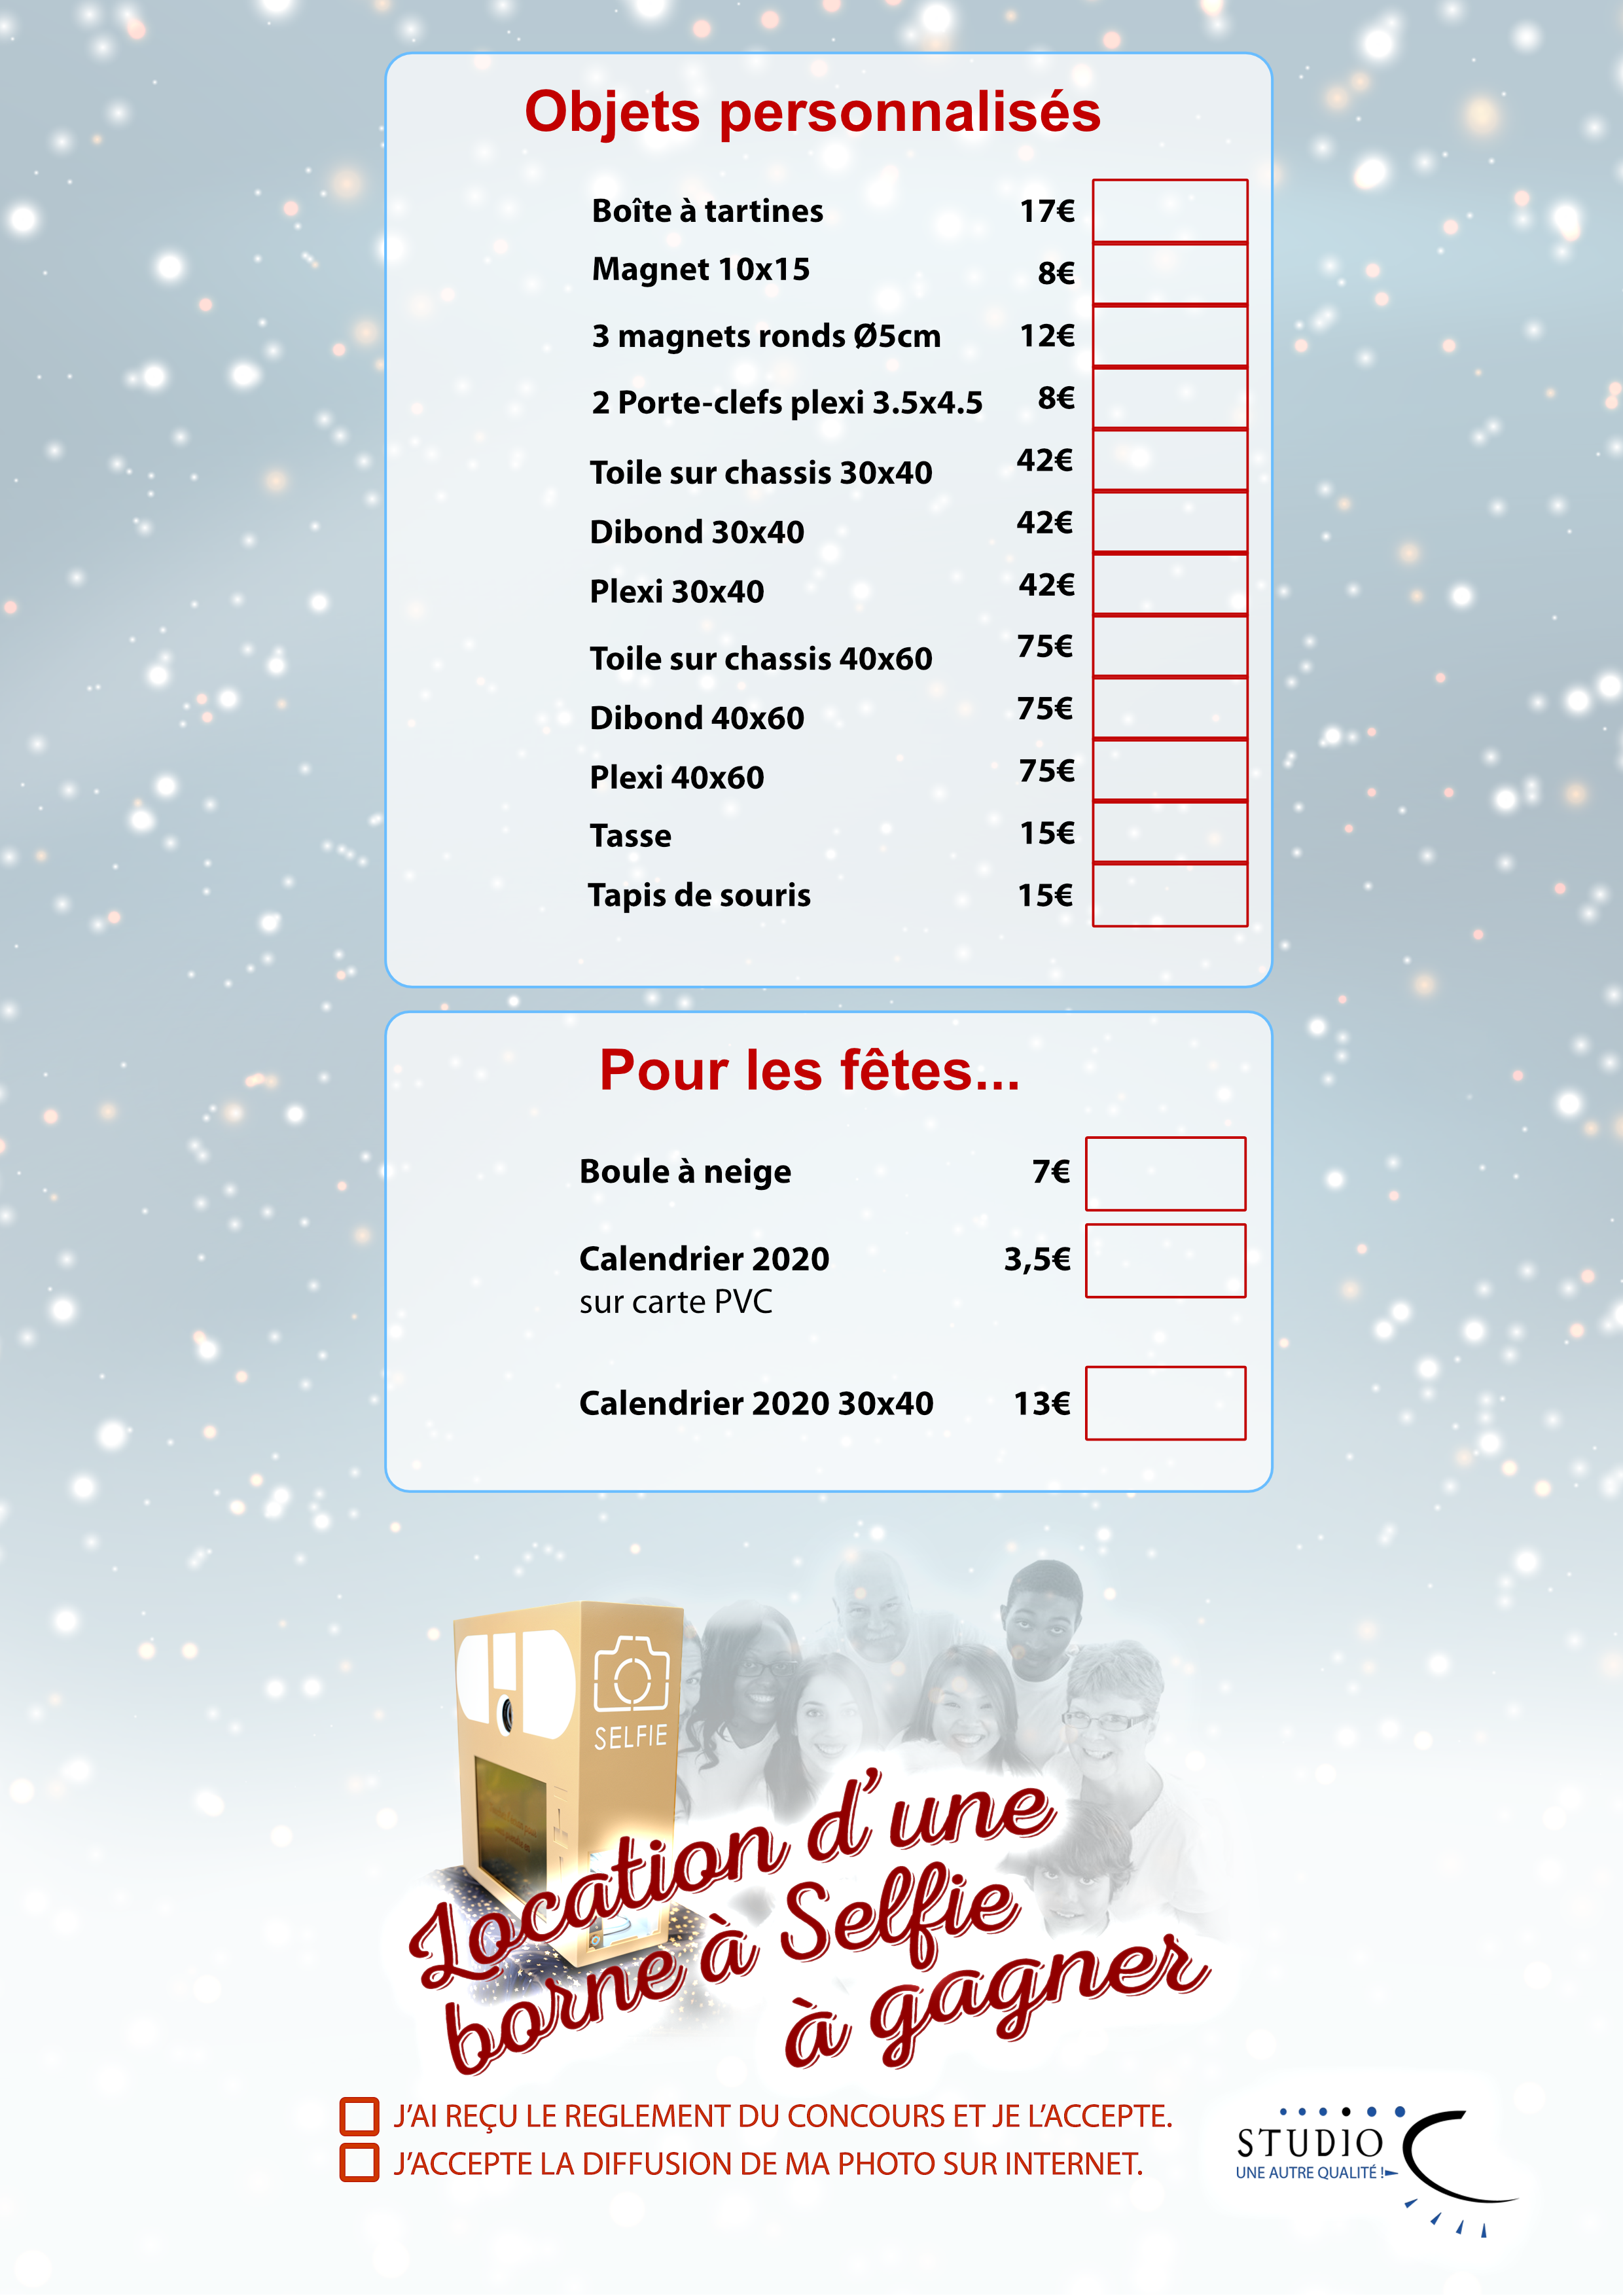 Objets personnalisés
Boîte à tartines 17€
Magnet 10x15 8€
3 magnets ronds Ø5cm 12€
2 Porte-clefs plexi 3.5x4.5 8€
Toile sur chassis 30x40 42€
Dibond 30x40 42€
Plexi 30x40 42€
Toile sur chassis 40x60 75€
Dibond 40x60 75€
Plexi 40x60 75€
Tasse 15€
Tapis de souris 15€
Pour les fêtes...
Boule à neige 7€
Calendrier 2020 3,5€
sur carte PVC
Calendrier 2020 30x40 13€
SELFIE
Location d'une
borne à Selfie
à gagner
J'AI REÇU LE REGLEMENT DU CONCOURS ET JE L'ACCEPTE.
J'ACCEPTE LA DIFFUSION DE MA PHOTO SUR INTERNET.
STUDIO C
UNE AUTRE QUALITÉ !